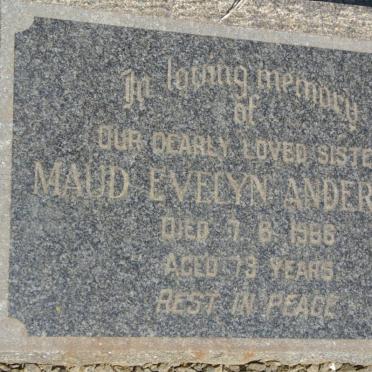 In loving memory
of
OUR DEARLY LOVED SISTE
MAUD EVELYN ANDER
DIED 7. 6. 1966
AGED 73 YEARS
REST IN PEACE